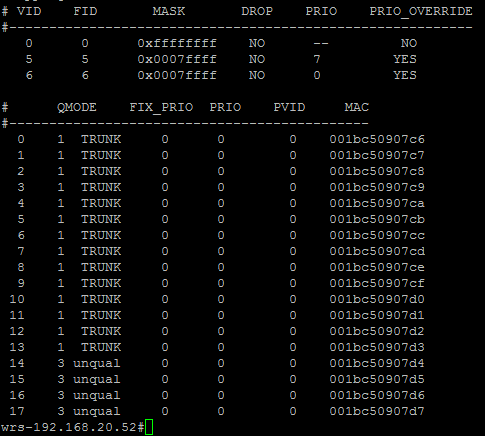 # VID    FID      MASK       DROP    PRIO    PRIO_OVERRIDE
#---------------------------------------------------------
   0      0      0xffffffff   NO      --         NO
   5      5      0x0007ffff   NO      7         YES
   6      6      0x0007ffff   NO      0         YES
#      QMODE    FIX_PRIO  PRIO    PVID      MAC
#--------------------------------------------
  0    1  TRUNK     0      0        0    001bc50907c6
  1    1  TRUNK     0      0        0    001bc50907c7
  2    1  TRUNK     0      0        0    001bc50907c8
  3    1  TRUNK     0      0        0    001bc50907c9
  4    1  TRUNK     0      0        0    001bc50907ca
  5    1  TRUNK     0      0        0    001bc50907cb
  6    1  TRUNK     0      0        0    001bc50907cc
  7    1  TRUNK     0      0        0    001bc50907cd
  8    1  TRUNK     0      0        0    001bc50907ce
  9    1  TRUNK     0      0        0    001bc50907cf
 10    1  TRUNK     0      0        0    001bc50907d0
 11    1  TRUNK     0      0        0    001bc50907d1
 12    1  TRUNK     0      0        0    001bc50907d2
 13    1  TRUNK     0      0        0    001bc50907d3
 14    3 unqual     0      0        0    001bc50907d4
 15    3 unqual     0      0        0    001bc50907d5
 16    3 unqual     0      0        0    001bc50907d6
 17    3 unqual     0      0        0    001bc50907d7
wrs-192.168.20.52#